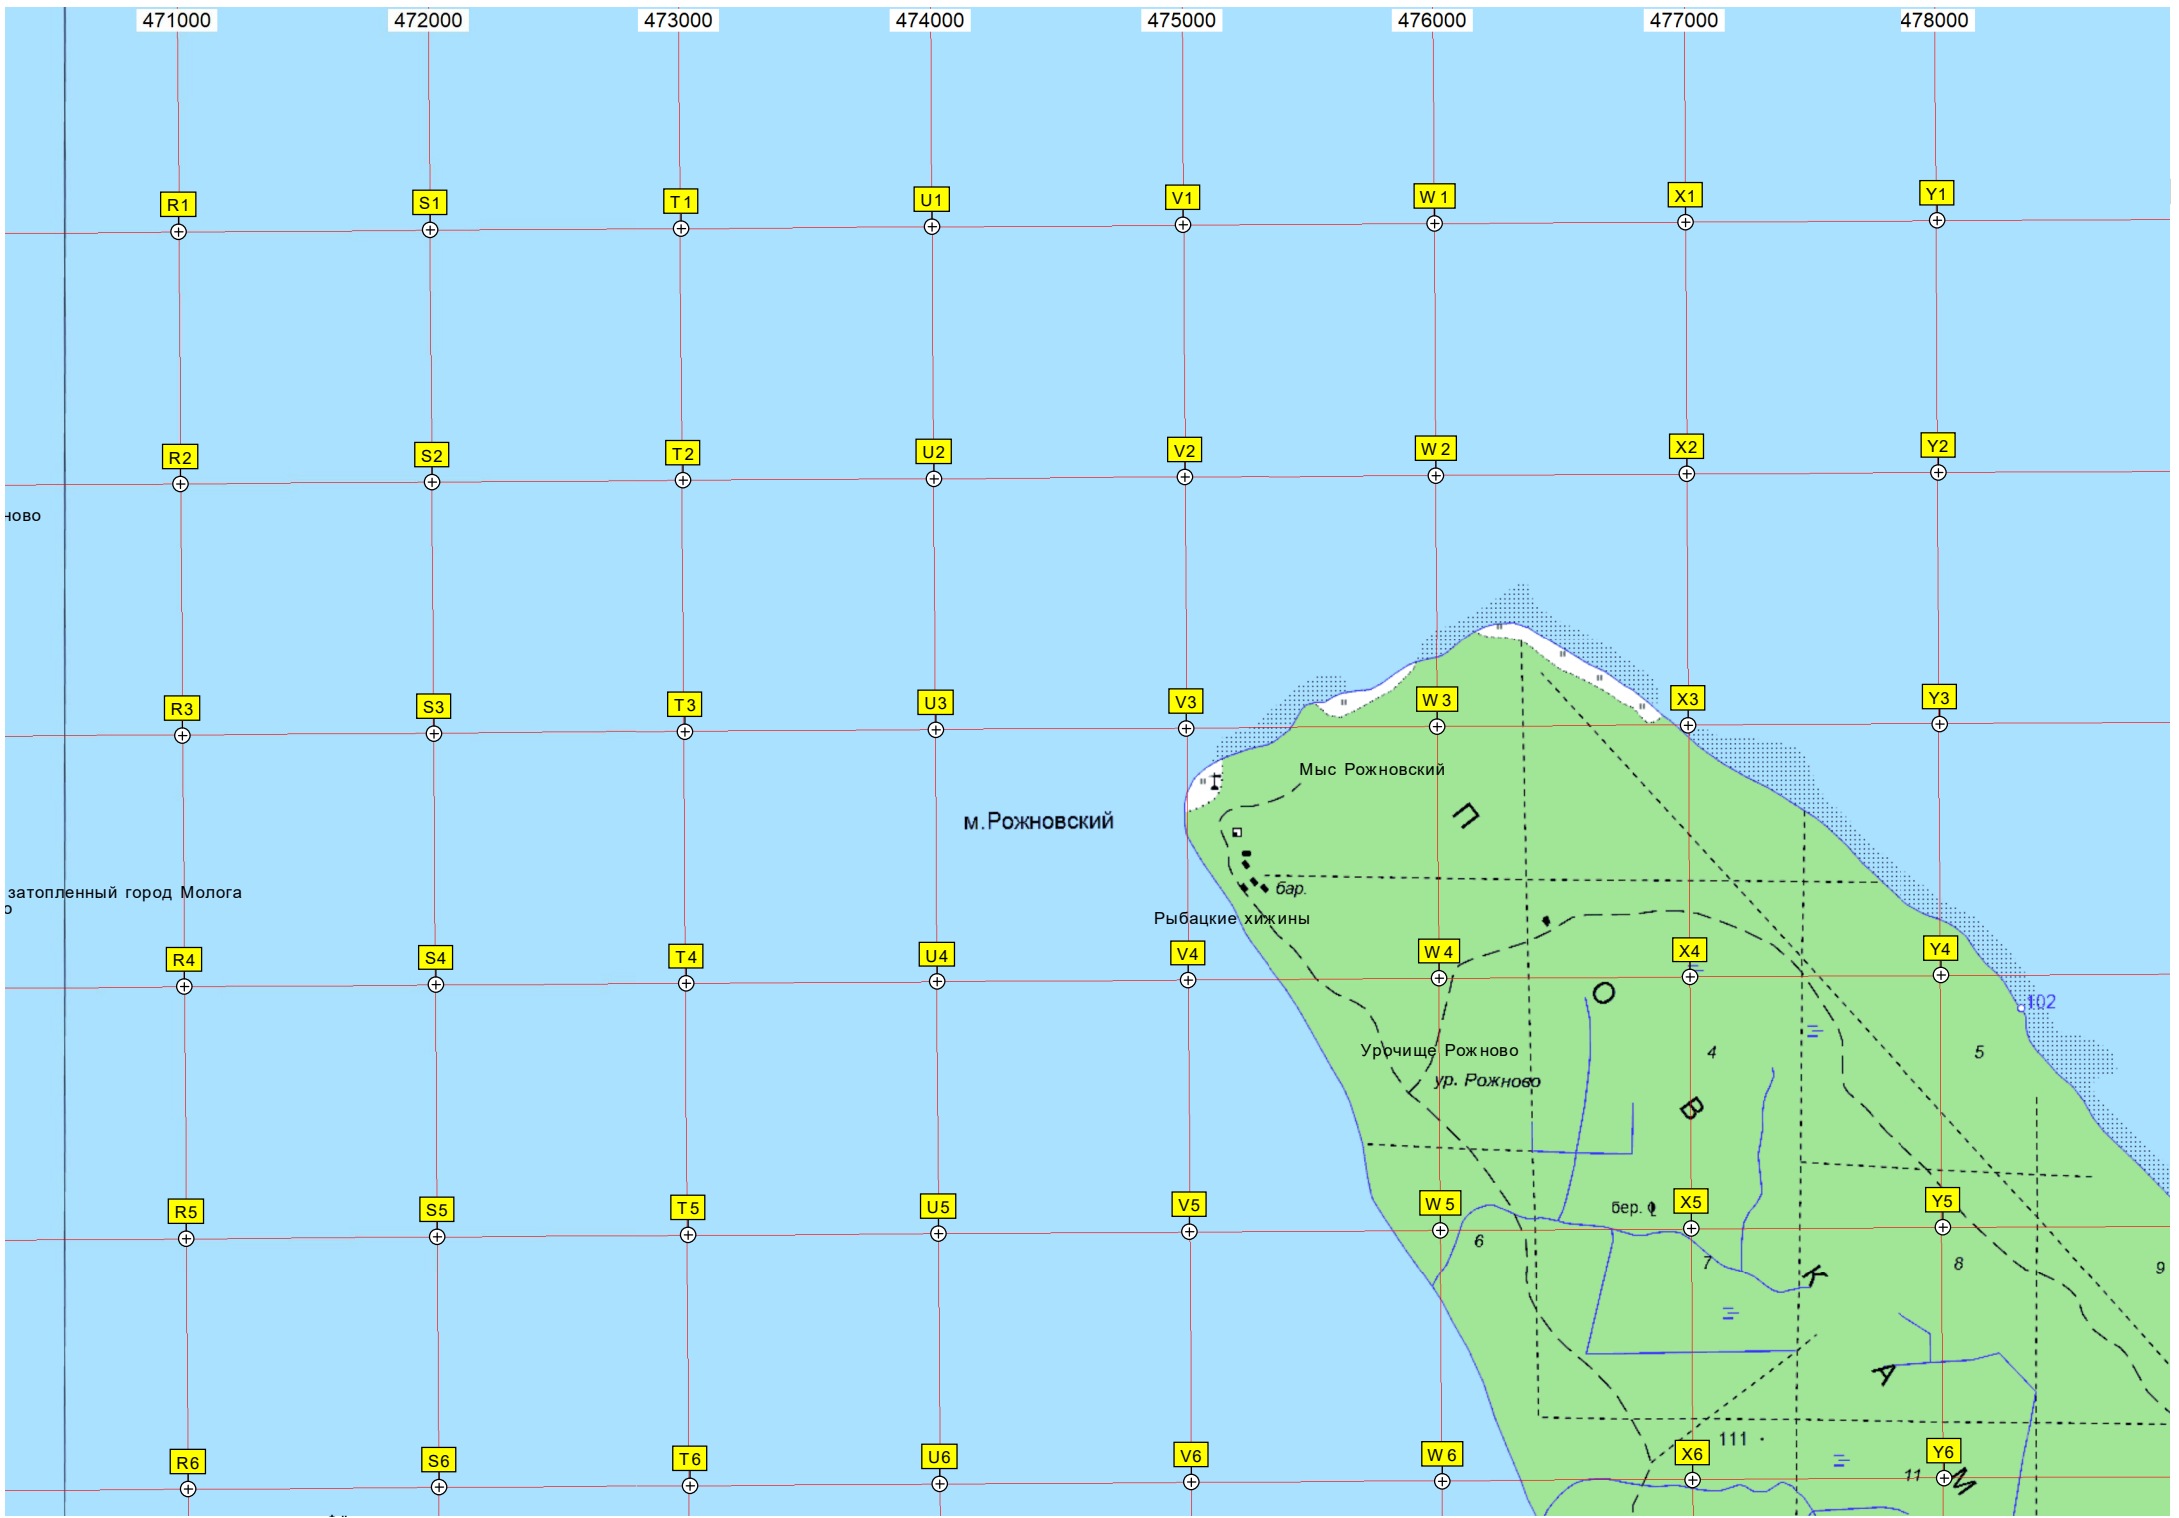 471000 472000 473000 474000 475000 476000 477000 478000
R1 S1 T1 U1 V1 W1 X1 Y1
R2 S2 T2 U2 V2 W2 X2 Y2
ново
R3 S3 T3 U3 V3 W3 X3 Y3
Мыс Рожновский
П
м.Рожновский
бар.
затопленный город Молога
о
Рыбацкие хижины
R4 S4 T4 U4 V4 W4 X4 Y4
О
102
Урочище Рожново
4
5
ур. Рожново
В
R5 S5 T5 U5 V5 W5 X5 Y5
бер.
6
7
8
9
К
А
111
R6 S6 T6 U6 V6 W6 X6 Y6
11
М